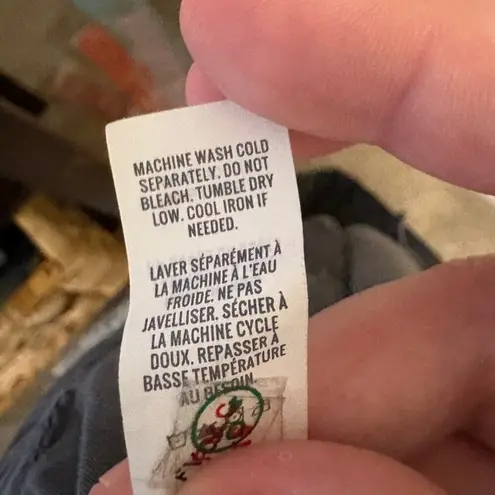 MACHINE WASH COLD
SEPARATELY. DO NOT
BLEACH. TUMBLE DRY
LOW. COOL IRON IF
NEEDED.
LAVER SÉPARÉMENT À
LA MACHINE À L'EAU
FROIDE. NE PAS
JAVELLISER. SÉCHER À
LA MACHINE CYCLE
DOUX. REPASSER À
BASSE TEMPÉRATURE
AU BESOIN.